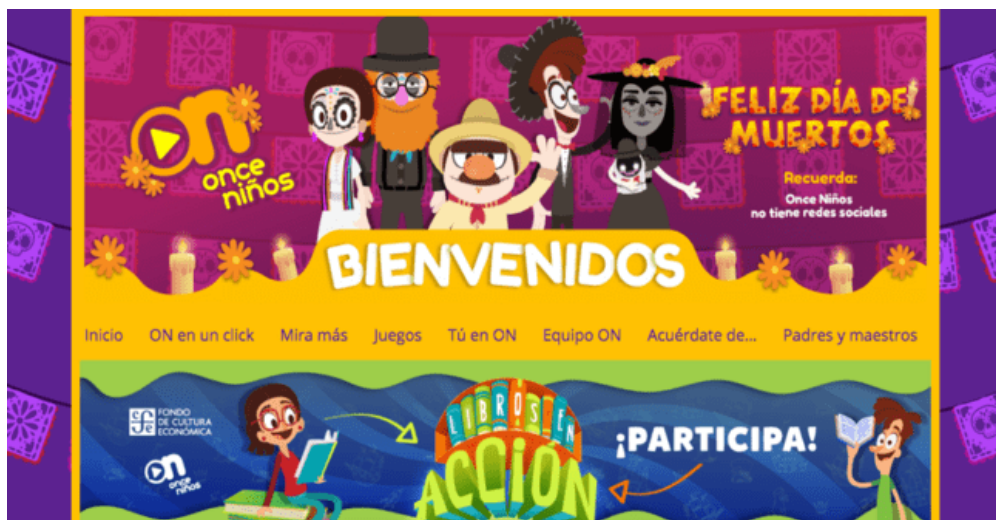 ON
once
niños
FELIZ DÍA DE
MUERTOS
Recuerda:
Once Niños
no tiene redes sociales
BIENVENIDOS
Inicio ON en un click Mira más Juegos Tú en ON Equipo ON Acuérdate de... Padres y maestros
FONDO
DE CULTURA
ECONÓMICA
ON
once
niños
LIBROS EN
ACCIÓN
¡PARTICIPA!